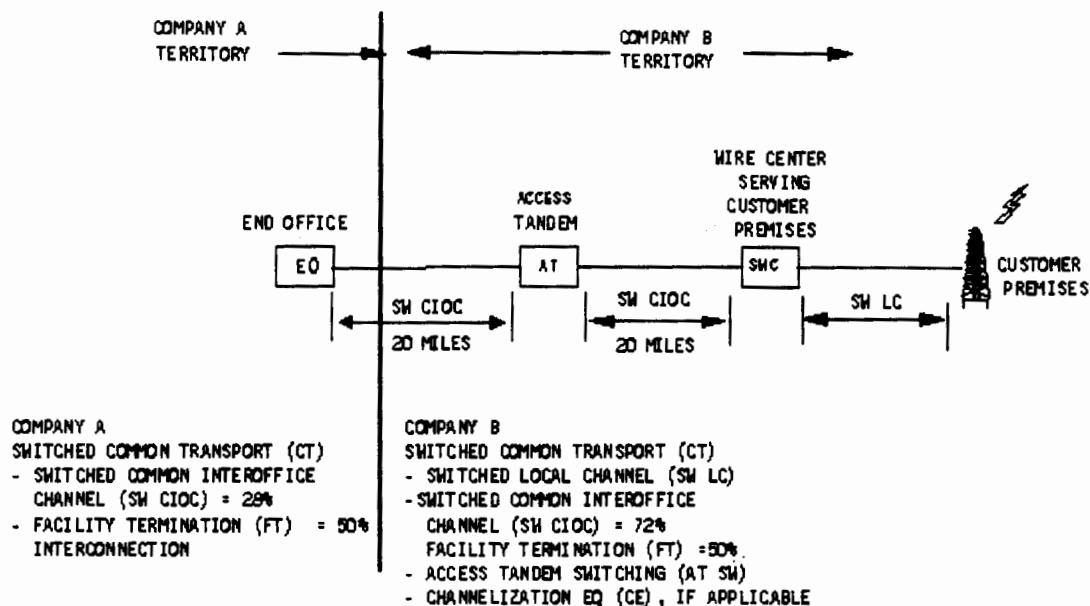 COMPANY A
TERRITORY
COMPANY B
TERRITORY
END OFFICE
EO
ACCESS
TANDEM
AT
WIRE CENTER
SERVING
CUSTOMER
PREMISES
SWC
CUSTOMER
PREMISES
SW CIOC
20 MILES
SW CIOC
20 MILES
SW LC
COMPANY A
SWITCHED COMMON TRANSPORT (CT)
- SWITCHED COMMON INTEROFFICE
CHANNEL (SW CIOC) = 28%
- FACILITY TERMINATION (FT) = 50%
INTERCONNECTION
COMPANY B
SWITCHED COMMON TRANSPORT (CT)
- SWITCHED LOCAL CHANNEL (SW LC)
-SWITCHED COMMON INTEROFFICE
CHANNEL (SW CIOC) = 72%
FACILITY TERMINATION (FT) =50%
- ACCESS TANDEM SWITCHING (AT SW)
- CHANNELIZATION EQ (CE), IF APPLICABLE